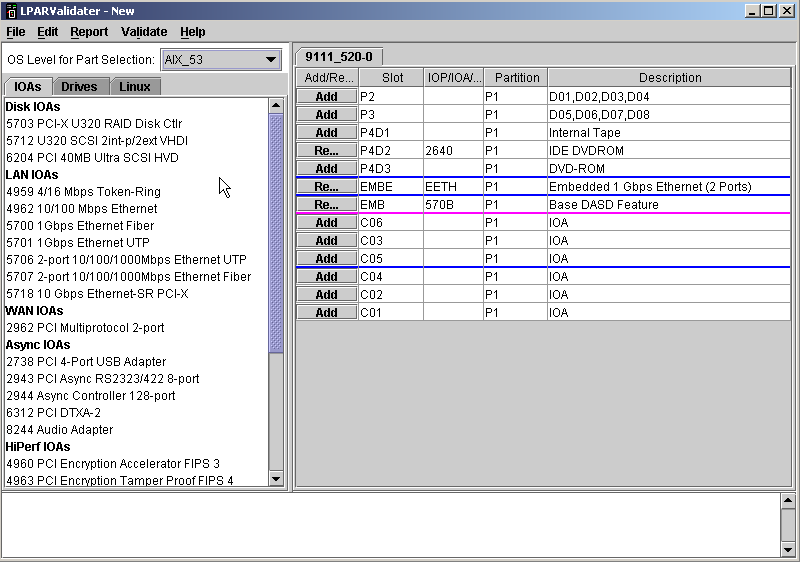 LPARValidater - New
File Edit Report Validate Help
OS Level for Part Selection: AIX_53
IOAs Drives Linux
Disk IOAs
5703 PCI-X U320 RAID Disk Ctlr
5712 U320 SCSI 2int-p/2ext VHDI
6204 PCI 40MB Ultra SCSI HVD
LAN IOAs
4959 4/16 Mbps Token-Ring
4962 10/100 Mbps Ethernet
5700 1Gbps Ethernet Fiber
5701 1Gbps Ethernet UTP
5706 2-port 10/100/1000Mbps Ethernet UTP
5707 2-port 10/100/1000Mbps Ethernet Fiber
5718 10 Gbps Ethernet-SR PCI-X
WAN IOAs
2962 PCI Multiprotocol 2-port
Async IOAs
2738 PCI 4-Port USB Adapter
2943 PCI Async RS2323/422 8-port
2944 Async Controller 128-port
6312 PCI DTXA-2
8244 Audio Adapter
HiPerf IOAs
4960 PCI Encryption Accelerator FIPS 3
4963 PCI Encryption Tamper Proof FIPS 4
9111_520-0
Add/Re... Slot IOP/IOA/... Partition Description
Add P2 P1 D01,D02,D03,D04
Add P3 P1 D05,D06,D07,D08
Add P4D1 P1 Internal Tape
Re... P4D2 2640 P1 IDE DVDROM
Add P4D3 P1 DVD-ROM
Re... EMBE EETH P1 Embedded 1 Gbps Ethernet (2 Ports)
Re... EMB 570B P1 Base DASD Feature
Add C06 P1 IOA
Add C03 P1 IOA
Add C05 P1 IOA
Add C04 P1 IOA
Add C02 P1 IOA
Add C01 P1 IOA